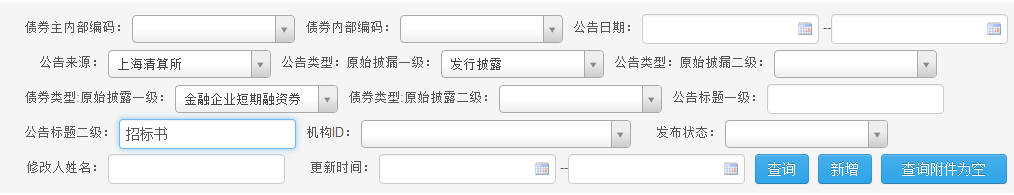 债券主内部编码： 债券内部编码： 公告日期： --
公告来源： 上海清算所 公告类型：原始披漏一级： 发行披露 公告类型：原始披漏二级：
债券类型:原始披露一级： 金融企业短期融资券 债券类型:原始披露二级： 公告标题一级：
公告标题二级： 招标书 机构ID： 发布状态：
修改人姓名： 更新时间： -- 查询 新增 查询附件为空